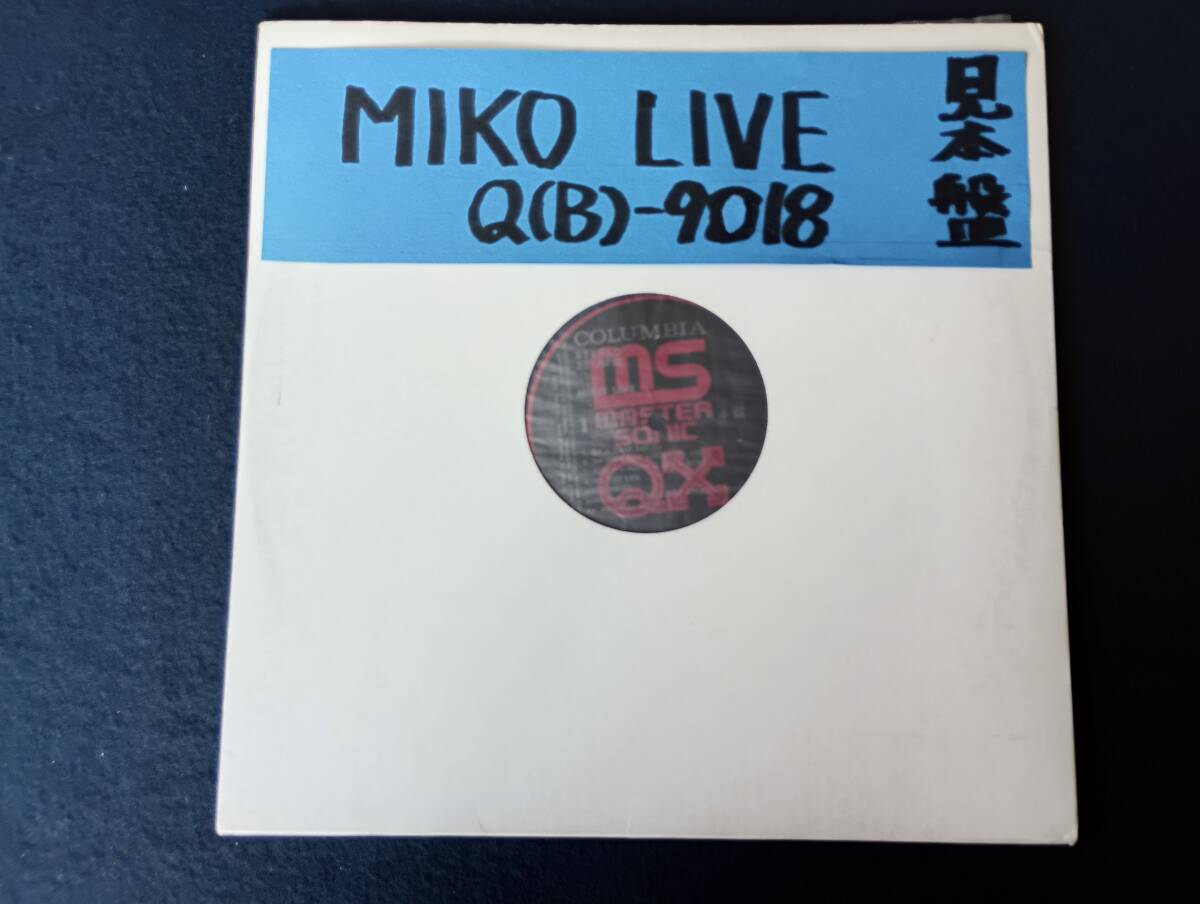 MIKO LIVE
Q(B)-9018
見本盤
COLUMBIA
MS
MASTER
SONIC
QX